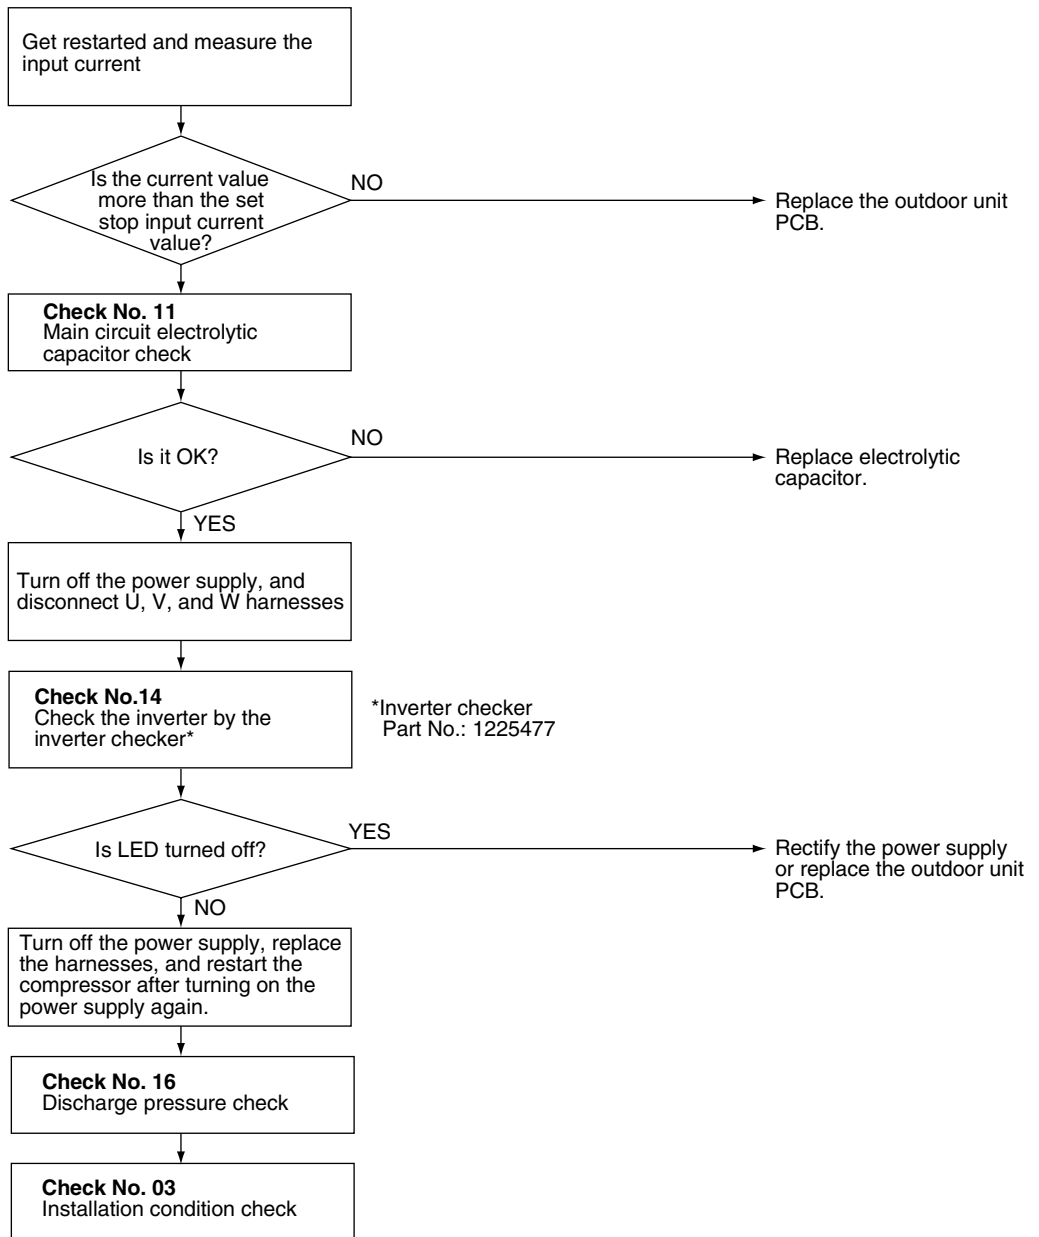 Get restarted and measure the
input current
Is the current value
more than the set
stop input current
value?
NO
Replace the outdoor unit
PCB.
Check No. 11
Main circuit electrolytic
capacitor check
Is it OK?
NO
Replace electrolytic
capacitor.
YES
Turn off the power supply, and
disconnect U, V, and W harnesses
Check No.14
Check the inverter by the
inverter checker*
*Inverter checker
Part No.: 1225477
Is LED turned off?
YES
Rectify the power supply
or replace the outdoor unit
PCB.
NO
Turn off the power supply, replace
the harnesses, and restart the
compressor after turning on the
power supply again.
Check No. 16
Discharge pressure check
Check No. 03
Installation condition check